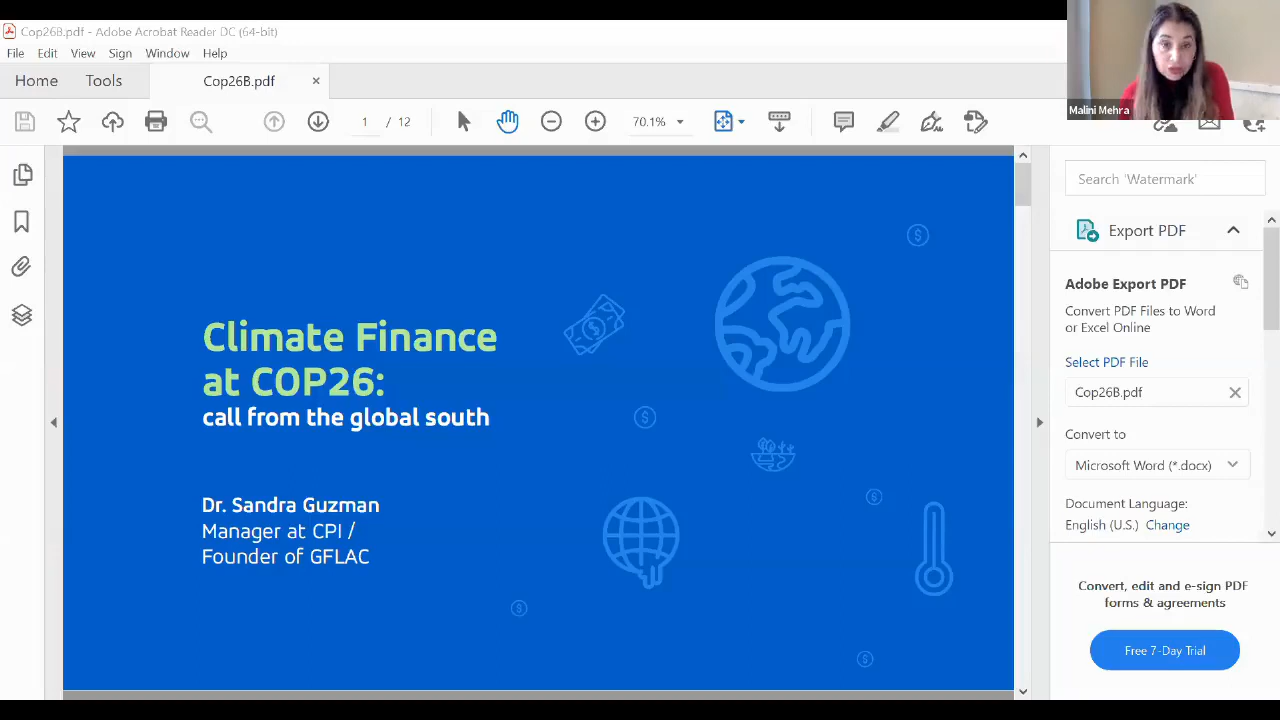 Cop26B.pdf - Adobe Acrobat Reader DC (64-bit)
File Edit View Sign Window Help
Home Tools Cop26B.pdf ×
1 / 12 70.1%
Malini Mehra
Climate Finance
at COP26:
call from the global south
Dr. Sandra Guzman
Manager at CPI /
Founder of GFLAC
Search 'Watermark'
Export PDF
Adobe Export PDF
Convert PDF Files to Word
or Excel Online
Select PDF File
Cop26B.pdf
Convert to
Microsoft Word (*.docx)
Document Language:
English (U.S.) Change
Convert, edit and e-sign PDF
forms & agreements
Free 7-Day Trial